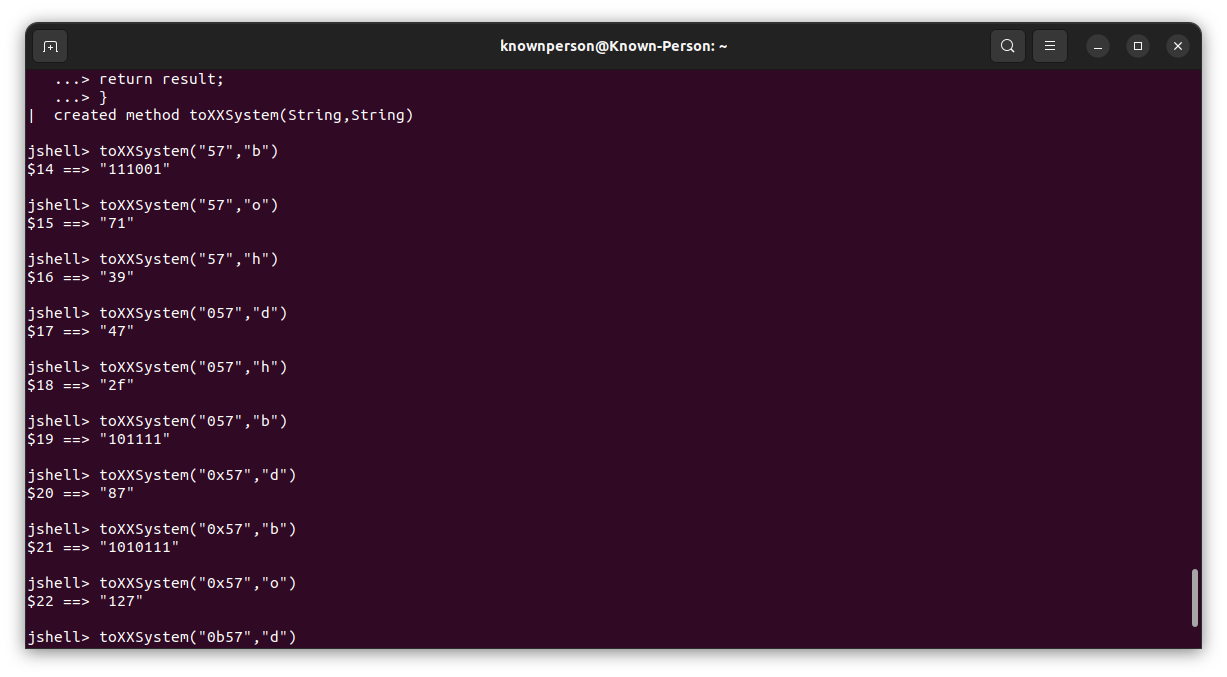 knownperson@Known-Person: ~
...> return result;
...> }
|  created method toXXSystem(String,String)
jshell> toXXSystem("57","b")
$14 ==> "111001"
jshell> toXXSystem("57","o")
$15 ==> "71"
jshell> toXXSystem("57","h")
$16 ==> "39"
jshell> toXXSystem("057","d")
$17 ==> "47"
jshell> toXXSystem("057","h")
$18 ==> "2f"
jshell> toXXSystem("057","b")
$19 ==> "101111"
jshell> toXXSystem("0x57","d")
$20 ==> "87"
jshell> toXXSystem("0x57","b")
$21 ==> "1010111"
jshell> toXXSystem("0x57","o")
$22 ==> "127"
jshell> toXXSystem("0b57","d")